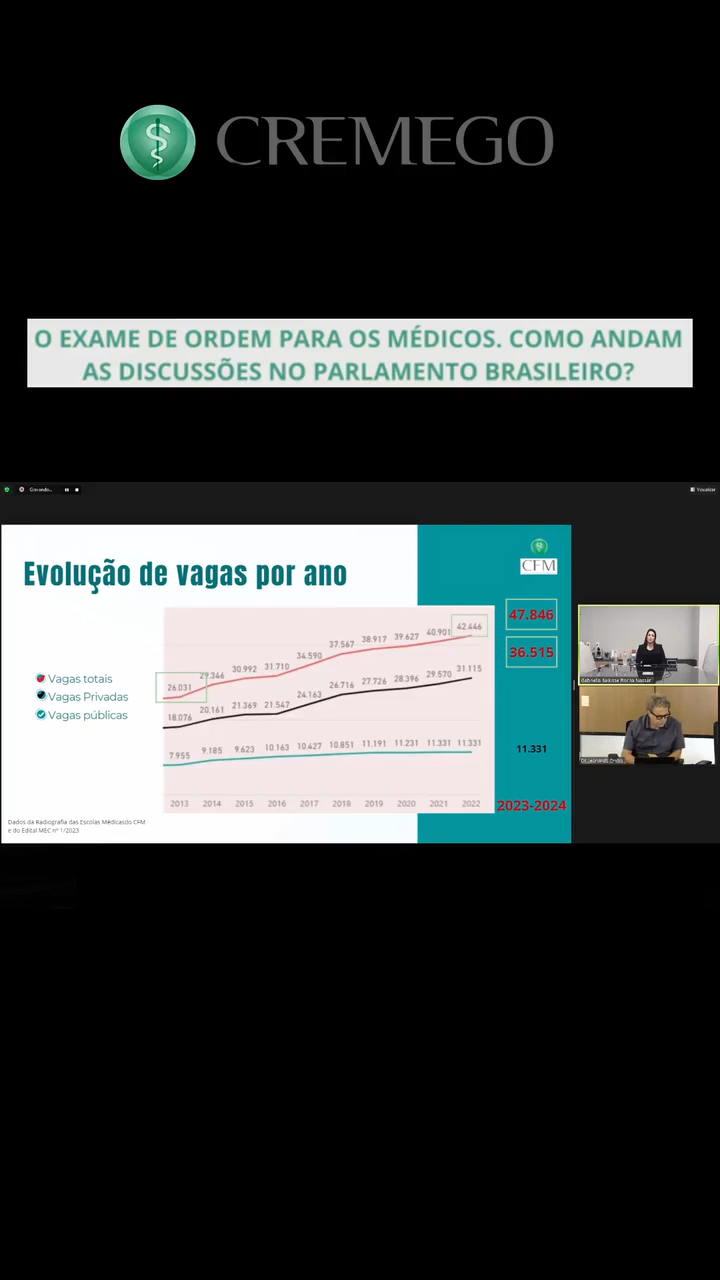 CREMEGO
O EXAME DE ORDEM PARA OS MÉDICOS. COMO ANDAM
AS DISCUSSÕES NO PARLAMENTO BRASILEIRO?
Gravando...
Visualizar
Evolução de vagas por ano
CFM
47.846
36.515
11.331
2023-2024
Vagas totais
Vagas Privadas
Vagas públicas
26.031 29.346 30.992 31.710 34.590 37.567 38.917 39.627 40.901 42.446
18.076 20.161 21.369 21.547 24.163 26.716 27.726 28.396 29.570 31.115
7.955 9.185 9.623 10.163 10.427 10.851 11.191 11.231 11.331 11.331
2013 2014 2015 2016 2017 2018 2019 2020 2021 2022
Dados da Radiografia das Escolas Médicasdo CFM
e do Edital MEC nº 1/2023